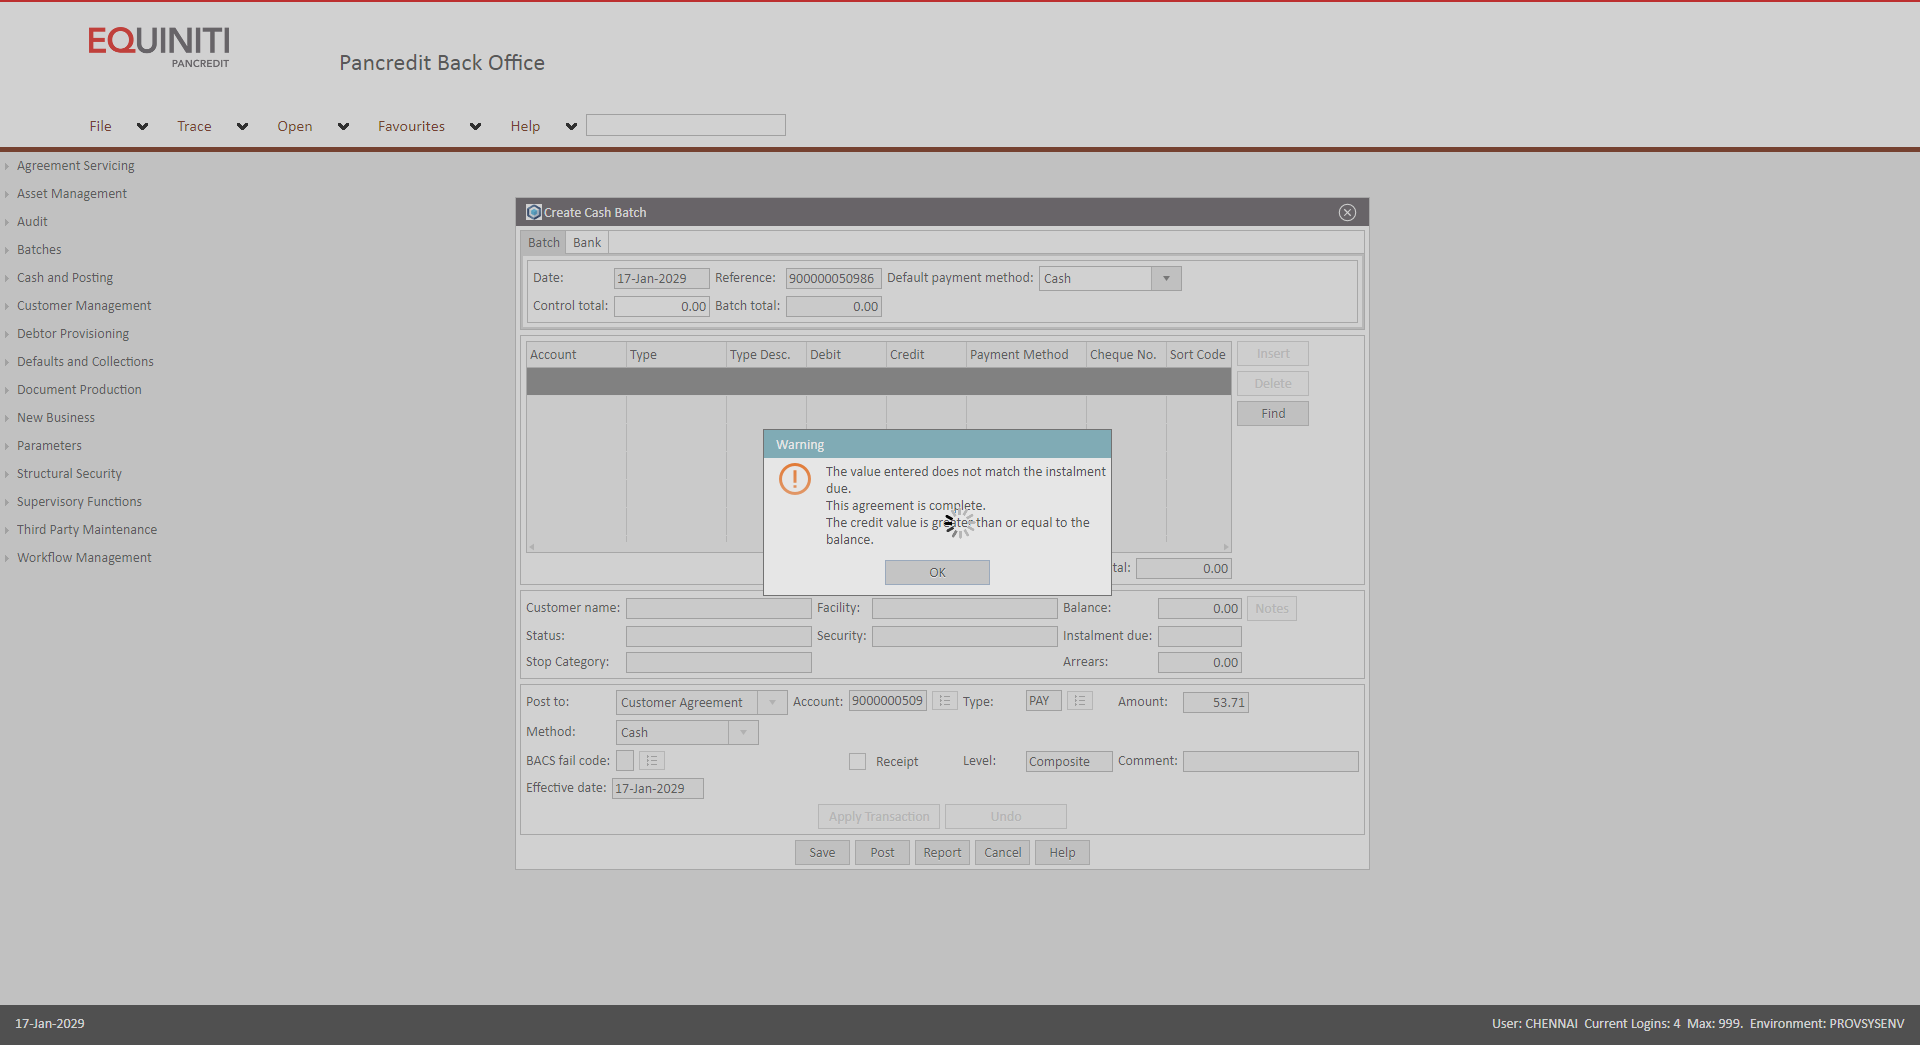 EQUINITI
PANCREDIT
Pancredit Back Office
File Trace Open Favourites Help
Agreement Servicing
Asset Management
Audit
Batches
Cash and Posting
Customer Management
Debtor Provisioning
Defaults and Collections
Document Production
New Business
Parameters
Structural Security
Supervisory Functions
Third Party Maintenance
Workflow Management
Create Cash Batch
Batch Bank
Date: 17-Jan-2029 Reference: 900000050986 Default payment method: Cash
Control total: 0.00 Batch total: 0.00
Account Type Type Desc. Debit Credit Payment Method Cheque No. Sort Code
Insert
Delete
Find
Warning
The value entered does not match the instalment
due.
This agreement is complete.
The credit value is greater than or equal to the
balance.
OK
tal: 0.00
Customer name: Facility: Balance: 0.00 Notes
Status: Security: Instalment due:
Stop Category: Arrears: 0.00
Post to: Customer Agreement Account: 9000000509 Type: PAY Amount: 53.71
Method: Cash
BACS fail code: Receipt Level: Composite Comment:
Effective date: 17-Jan-2029
Apply Transaction Undo
Save Post Report Cancel Help
17-Jan-2029 User: CHENNAI Current Logins: 4 Max: 999. Environment: PROVSYSENV